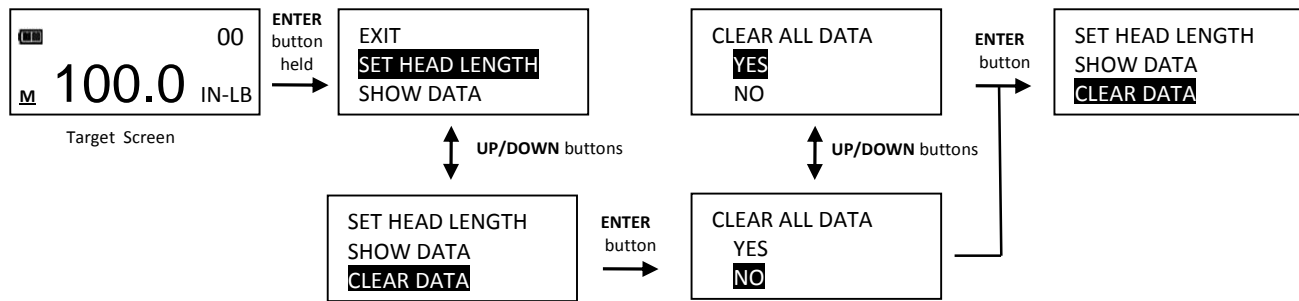 00
M 100.0 IN-LB
Target Screen
ENTER
button
held
EXIT
SET HEAD LENGTH
SHOW DATA
UP/DOWN buttons
SET HEAD LENGTH
SHOW DATA
CLEAR DATA
ENTER
button
CLEAR ALL DATA
YES
NO
UP/DOWN buttons
CLEAR ALL DATA
YES
NO
ENTER
button
SET HEAD LENGTH
SHOW DATA
CLEAR DATA